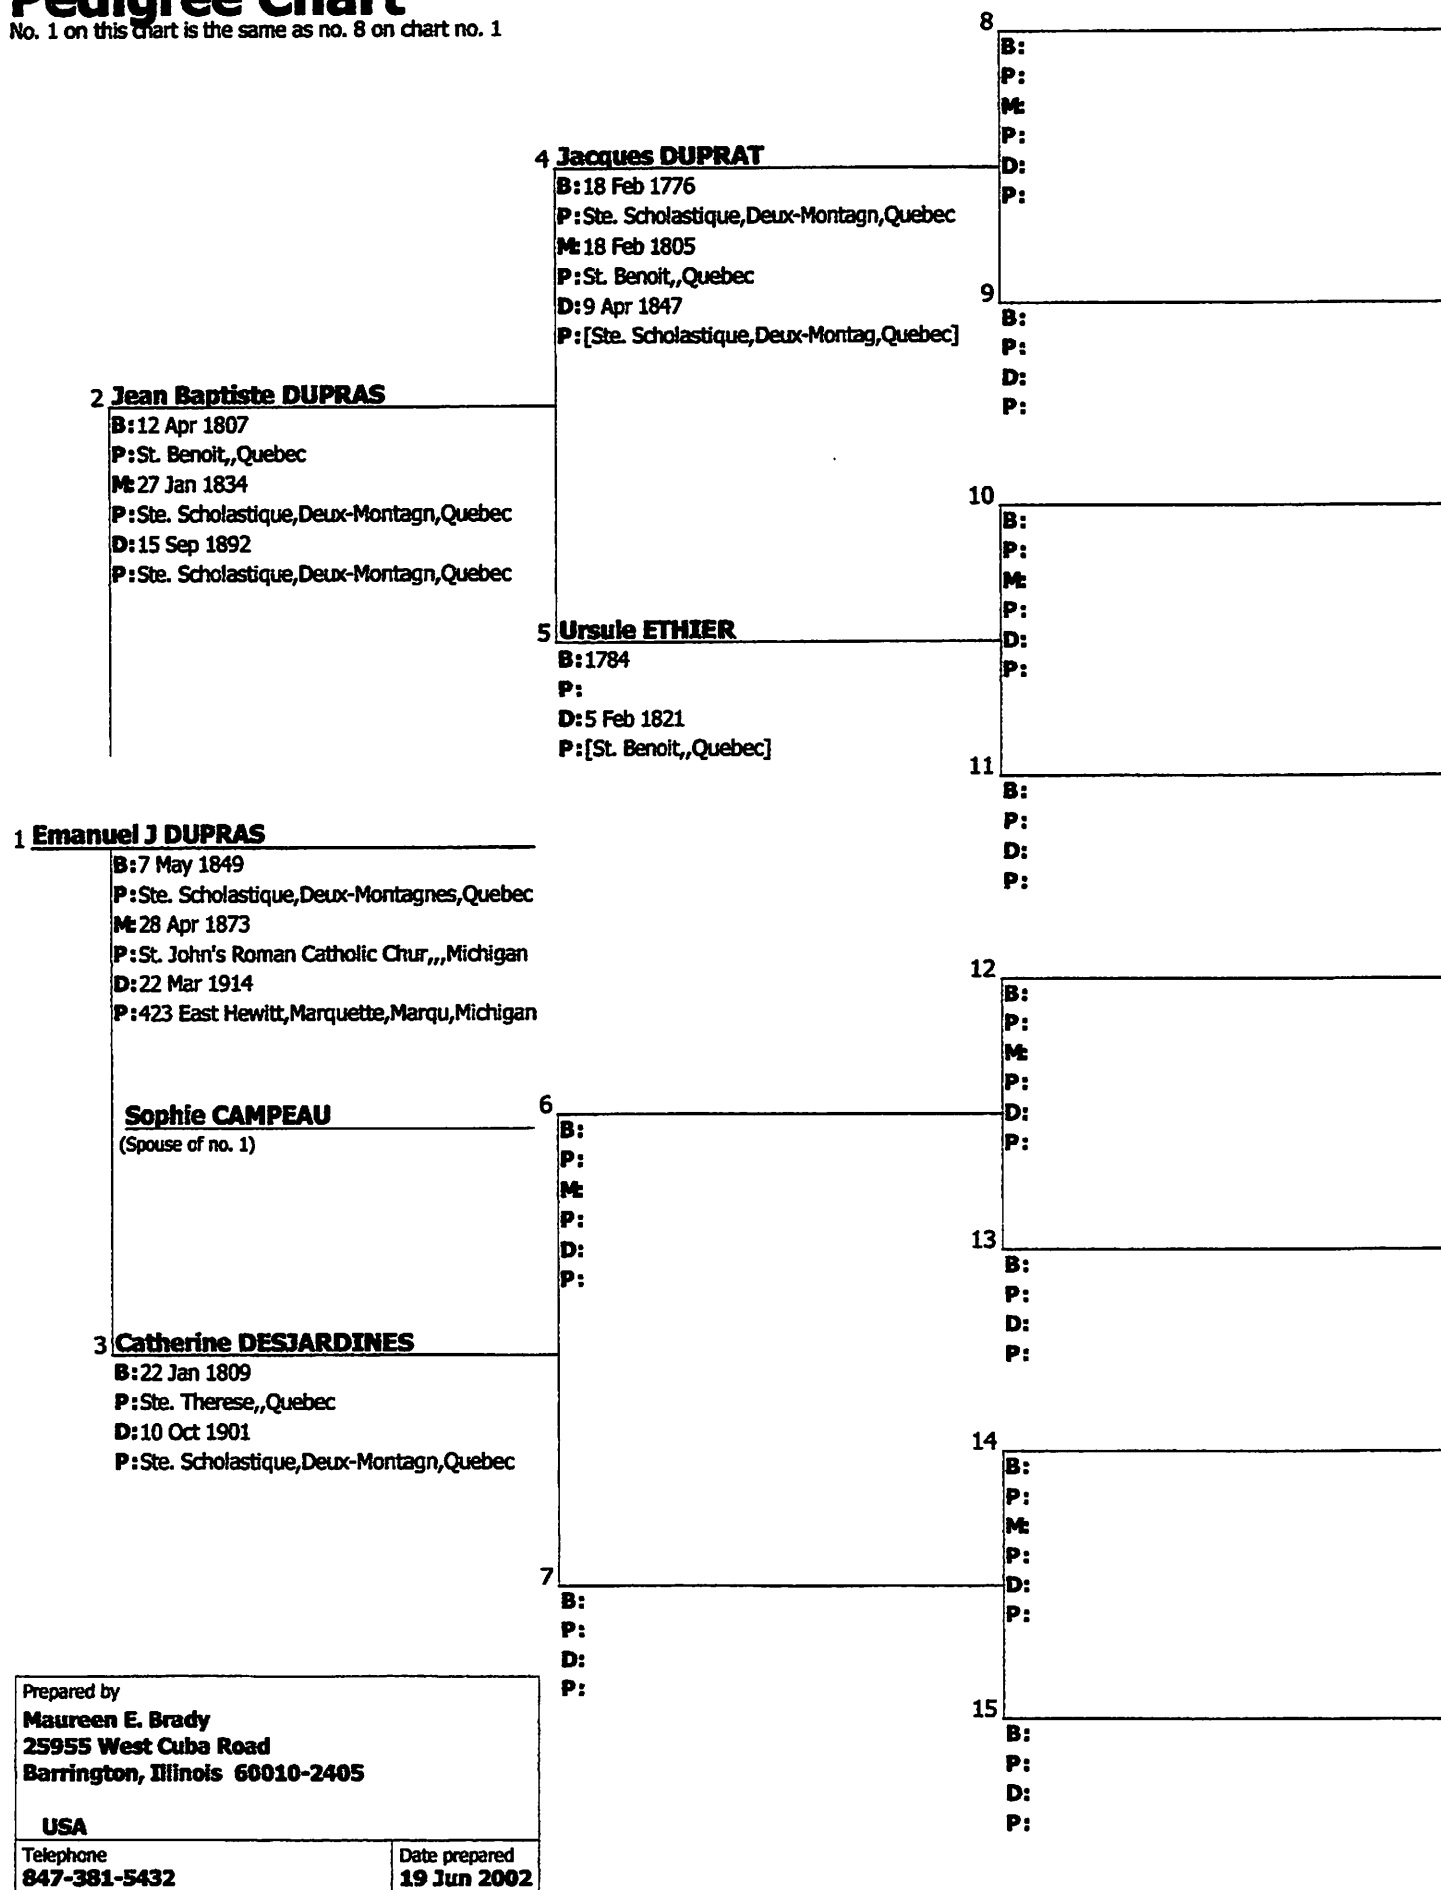 Pedigree Chart
No. 1 on this chart is the same as no. 8 on chart no. 1
8
B:
P:
M:
P:
D:
P:
4 Jacques DUPRAT
B:18 Feb 1776
P:Ste. Scholastique,Deux-Montagn,Quebec
M:18 Feb 1805
P:St. Benoit,,Quebec
D:9 Apr 1847
P:[Ste. Scholastique,Deux-Montag,Quebec]
9
B:
P:
D:
P:
2 Jean Baptiste DUPRAS
B:12 Apr 1807
P:St. Benoit,,Quebec
M:27 Jan 1834
P:Ste. Scholastique,Deux-Montagn,Quebec
D:15 Sep 1892
P:Ste. Scholastique,Deux-Montagn,Quebec
10
B:
P:
M:
P:
D:
P:
5 Ursule ETHIER
B:1784
P:
D:5 Feb 1821
P:[St. Benoit,,Quebec]
11
B:
P:
D:
P:
1 Emanuel J DUPRAS
B:7 May 1849
P:Ste. Scholastique,Deux-Montagnes,Quebec
M:28 Apr 1873
P:St. John's Roman Catholic Chur,,,Michigan
D:22 Mar 1914
P:423 East Hewitt,Marquette,Marqu,Michigan
Sophie CAMPEAU
(Spouse of no. 1)
12
B:
P:
M:
P:
D:
P:
6
B:
P:
M:
P:
D:
P:
13
B:
P:
D:
P:
3 Catherine DESJARDINES
B:22 Jan 1809
P:Ste. Therese,,Quebec
D:10 Oct 1901
P:Ste. Scholastique,Deux-Montagn,Quebec
14
B:
P:
M:
P:
D:
P:
7
B:
P:
D:
P:
15
B:
P:
D:
P:
Prepared by
Maureen E. Brady
25955 West Cuba Road
Barrington, Illinois 60010-2405
USA
Telephone
847-381-5432
Date prepared
19 Jun 2002